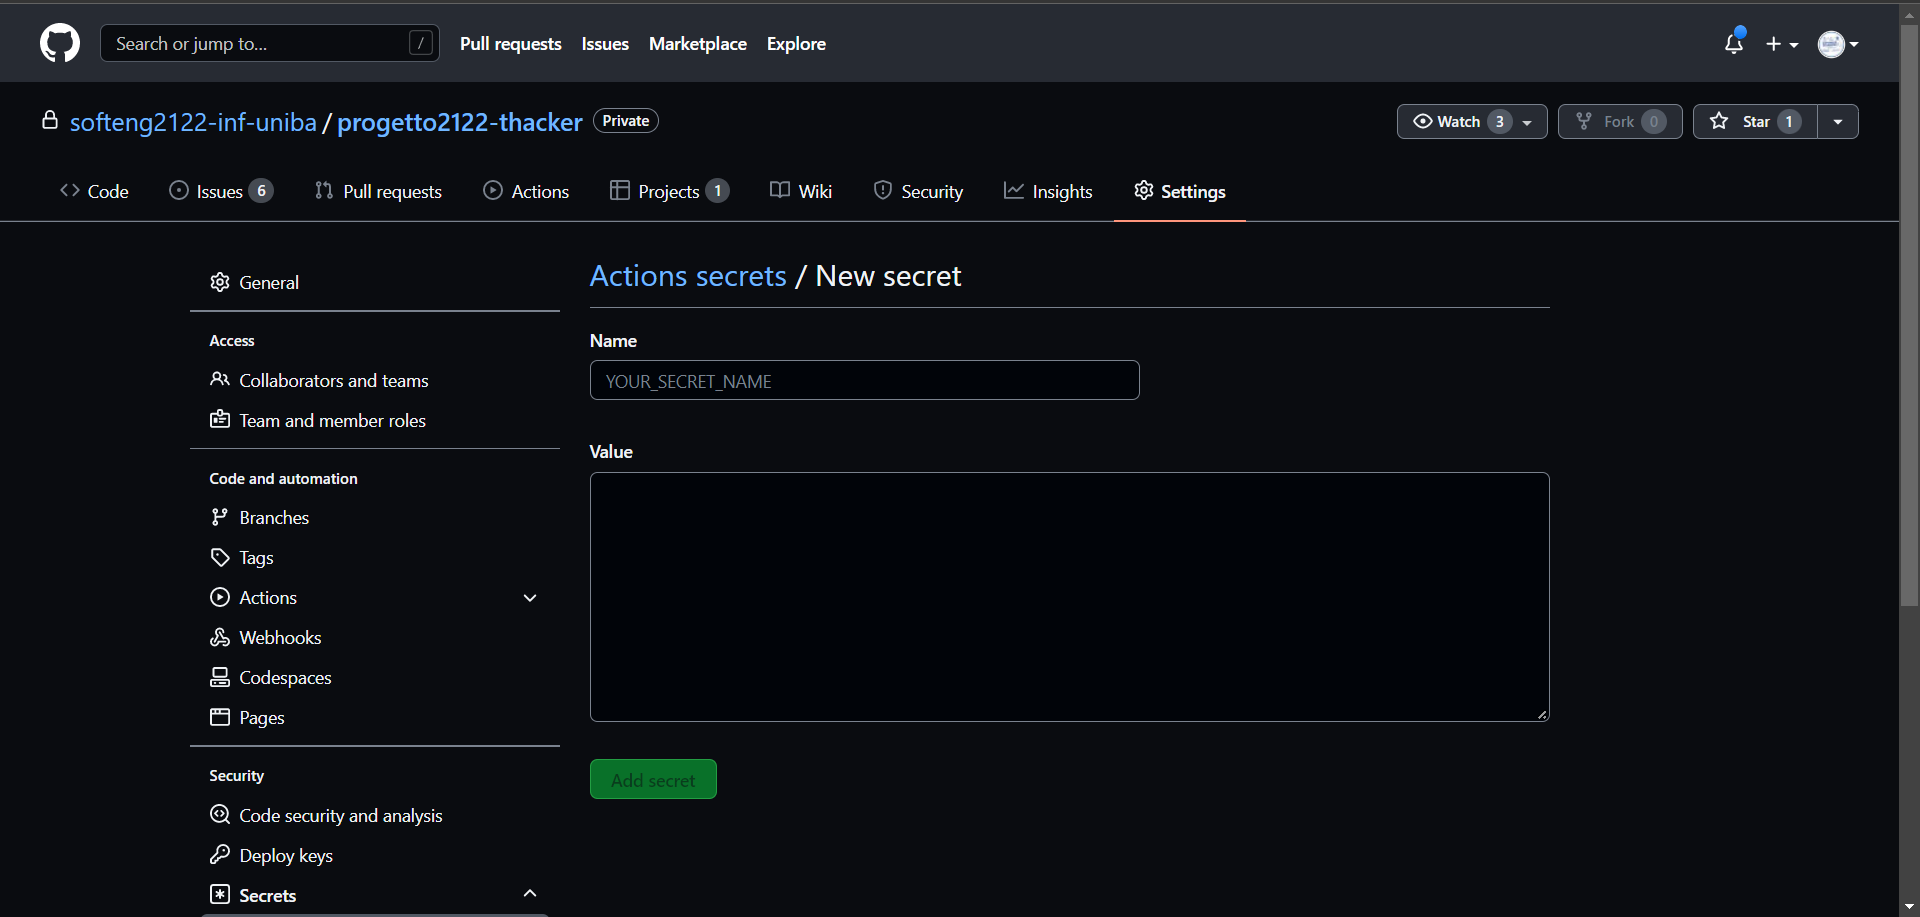 Search or jump to... /
Pull requests Issues Marketplace Explore
softeng2122-inf-uniba / progetto2122-thacker Private
Watch 3 Fork 0 Star 1
Code Issues 6 Pull requests Actions Projects 1 Wiki Security Insights Settings
General
Access
Collaborators and teams
Team and member roles
Code and automation
Branches
Tags
Actions
Webhooks
Codespaces
Pages
Security
Code security and analysis
Deploy keys
Secrets
Actions secrets / New secret
Name
YOUR_SECRET_NAME
Value
Add secret